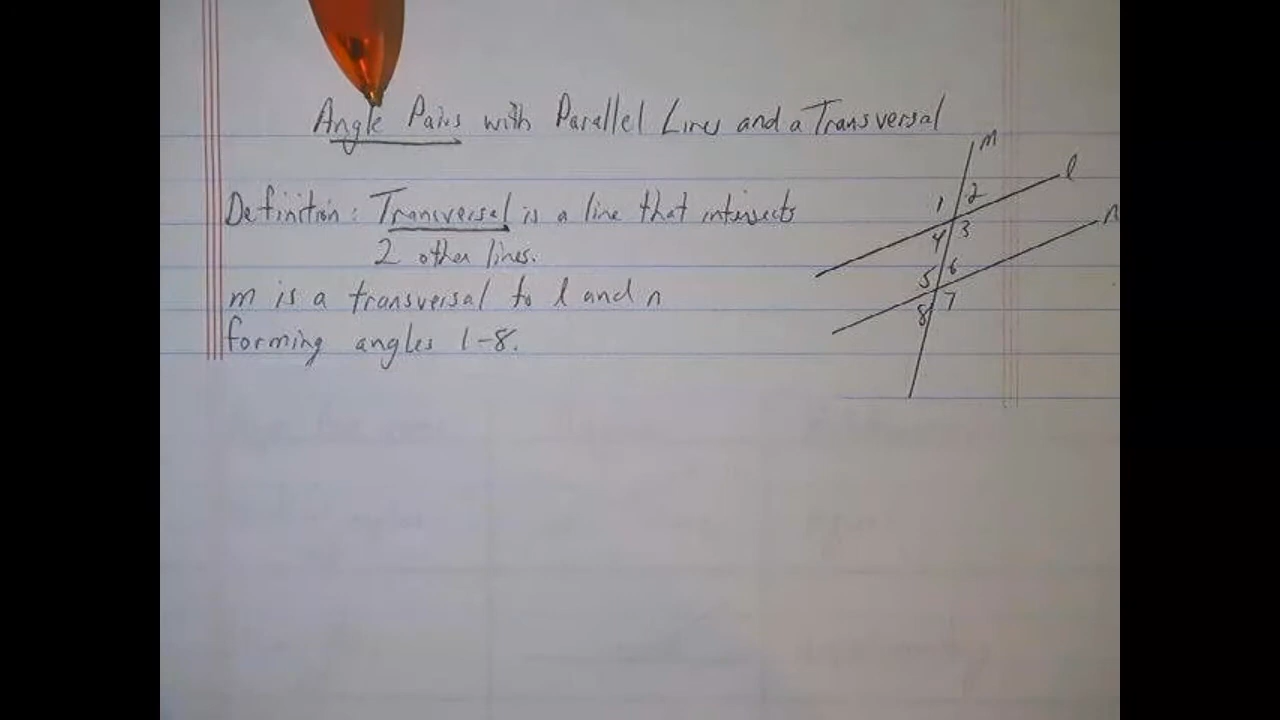 Angle Pairs with Parallel Lines and a Transversal
Definition: Transversal is a line that intersects
2 other lines.
m is a transversal to l and n
forming angles 1-8.
m
l
1 2
n
4 3
5 6
8 7